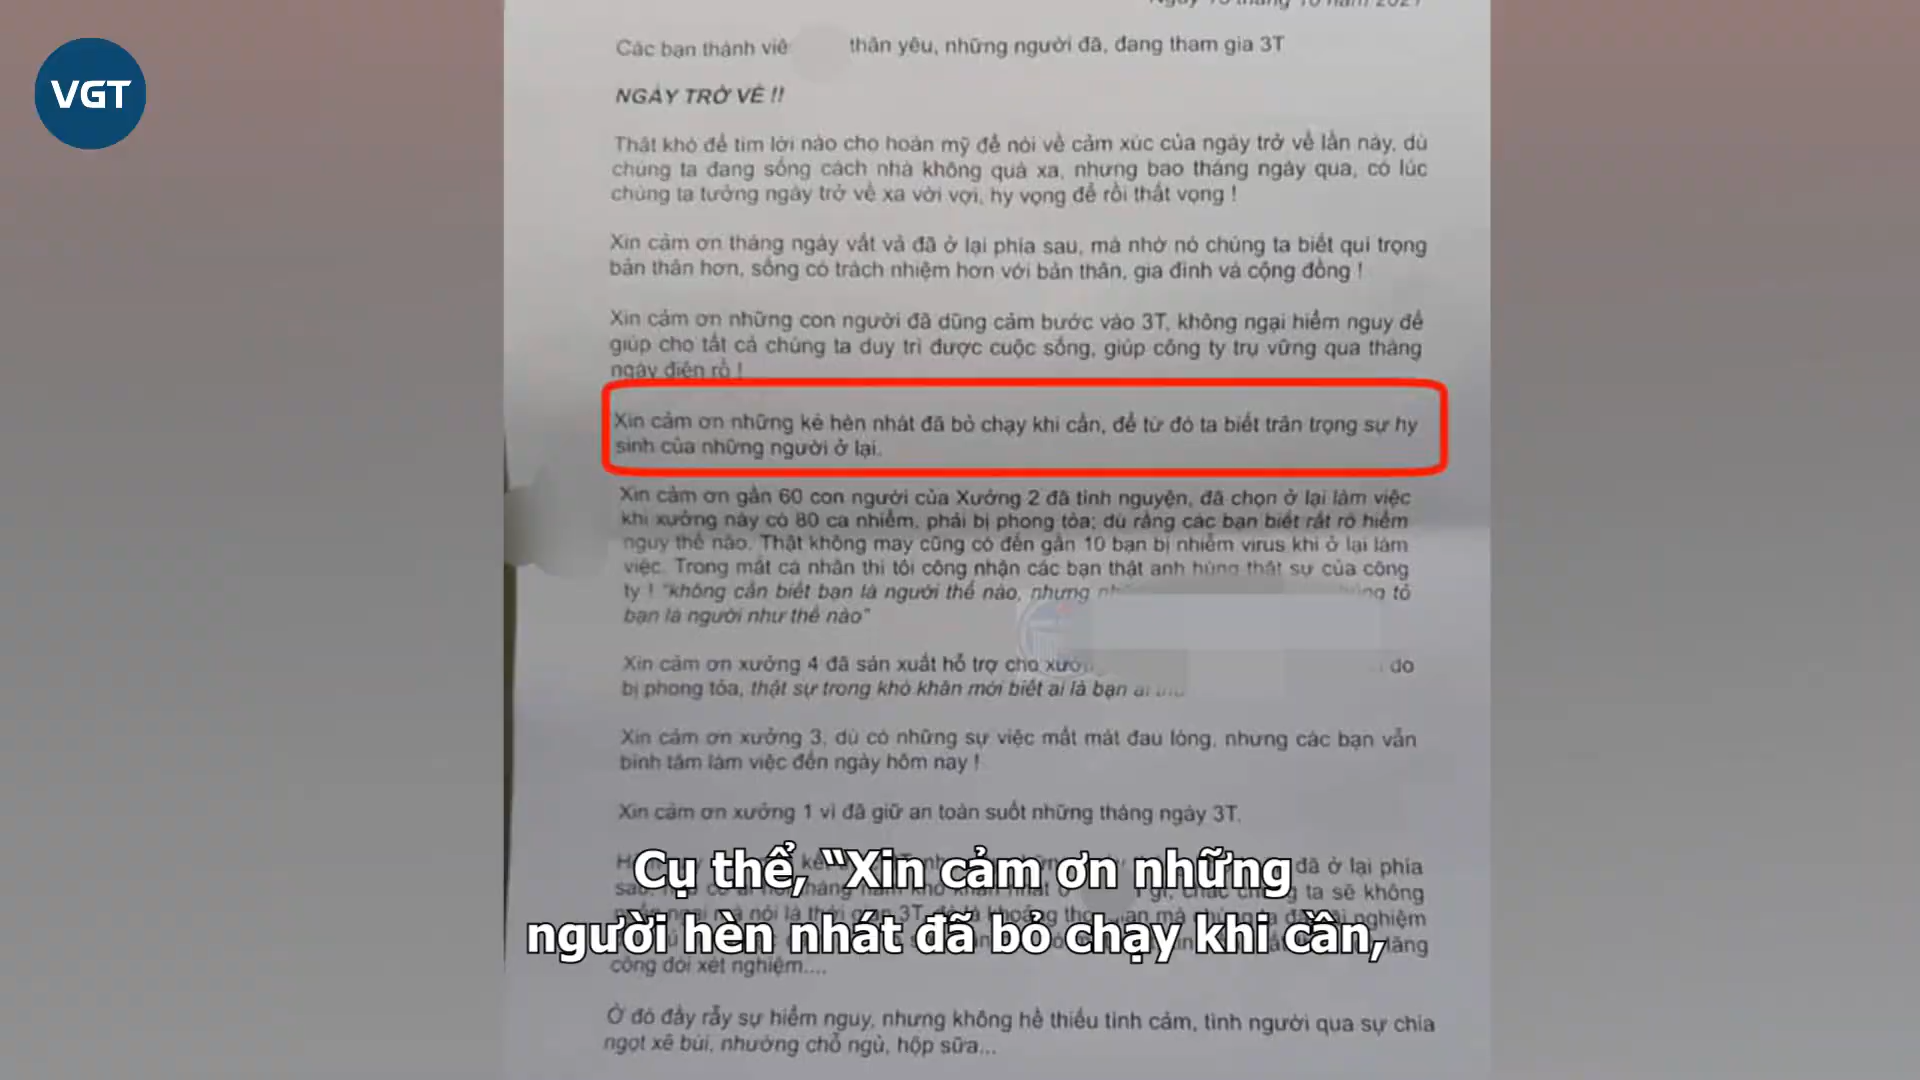 VGT
Các bạn thành viê thân yêu, những người đã, đang tham gia 3T
NGÀY TRỞ VỀ !!
Thật khó để tìm lời nào cho hoàn mỹ để nói về cảm xúc của ngày trở về lần này, dù
chúng ta đang sống cách nhà không quá xa, nhưng bao tháng ngày qua, có lúc
chúng ta tưởng ngày trở về xa vời vợi, hy vọng để rồi thất vọng !
Xin cảm ơn tháng ngày vất vả đã ở lại phía sau, mà nhờ nó chúng ta biết quí trọng
bản thân hơn, sống có trách nhiệm hơn với bản thân, gia đình và cộng đồng !
Xin cảm ơn những con người đã dũng cảm bước vào 3T, không ngại hiểm nguy để
giúp cho tất cả chúng ta duy trì được cuộc sống, giúp công ty trụ vững qua tháng
ngày điên rồ !
Xin cảm ơn những kẻ hèn nhát đã bỏ chạy khi cần, để từ đó ta biết trân trọng sự hy
sinh của những người ở lại.
Xin cảm ơn gần 60 con người của Xưởng 2 đã tình nguyện, đã chọn ở lại làm việc
khi xưởng này có 80 ca nhiễm, phải bị phong tỏa; dù rằng các bạn biết rất rõ hiểm
nguy thế nào. Thật không may cũng có đến gần 10 bạn bị nhiễm virus khi ở lại làm
việc. Trong mắt cá nhân thì tôi công nhận các bạn thật anh hùng thật sự của công
ty ! "không cần biết bạn là người thế nào, nhưng tỏ
bạn là người như thế nào"
Xin cảm ơn xưởng 4 đã sản xuất hỗ trợ cho do
bị phong tỏa, thật sự trong khó khăn mới biết ai là bạn
Xin cảm ơn xưởng 3, dù có những sự việc mất mát đau lòng, nhưng các bạn vẫn
bình tâm làm việc đến ngày hôm nay !
Xin cảm ơn xưởng 1 vì đã giữ an toàn suốt những tháng ngày 3T.
đã ở lại phía
ta sẽ không
nghiệm
công đôi xét nghiệm....
Ở đó đầy rẫy sự hiểm nguy, nhưng không hề thiếu tình cảm, tình người qua sự chia
ngọt xẻ bùi, nhường chỗ ngủ, hộp sữa...
Cụ thể, “Xin cảm ơn những
người hèn nhát đã bỏ chạy khi cần,